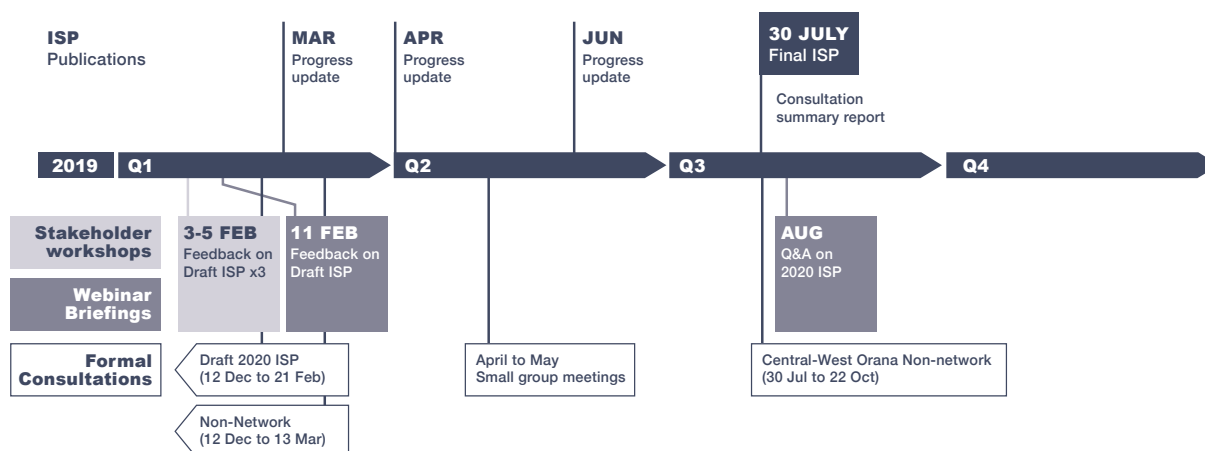 ISP
Publications
MAR
Progress
update
APR
Progress
update
JUN
Progress
update
30 JULY
Final ISP
Consultation
summary report
2019
Q1
Q2
Q3
Q4
Stakeholder
workshops
3-5 FEB
Feedback on
Draft ISP x3
11 FEB
Feedback on
Draft ISP
AUG
Q&A on
2020 ISP
Webinar
Briefings
Formal
Consultations
Draft 2020 ISP
(12 Dec to 21 Feb)
April to May
Small group meetings
Central-West Orana Non-network
(30 Jul to 22 Oct)
Non-Network
(12 Dec to 13 Mar)